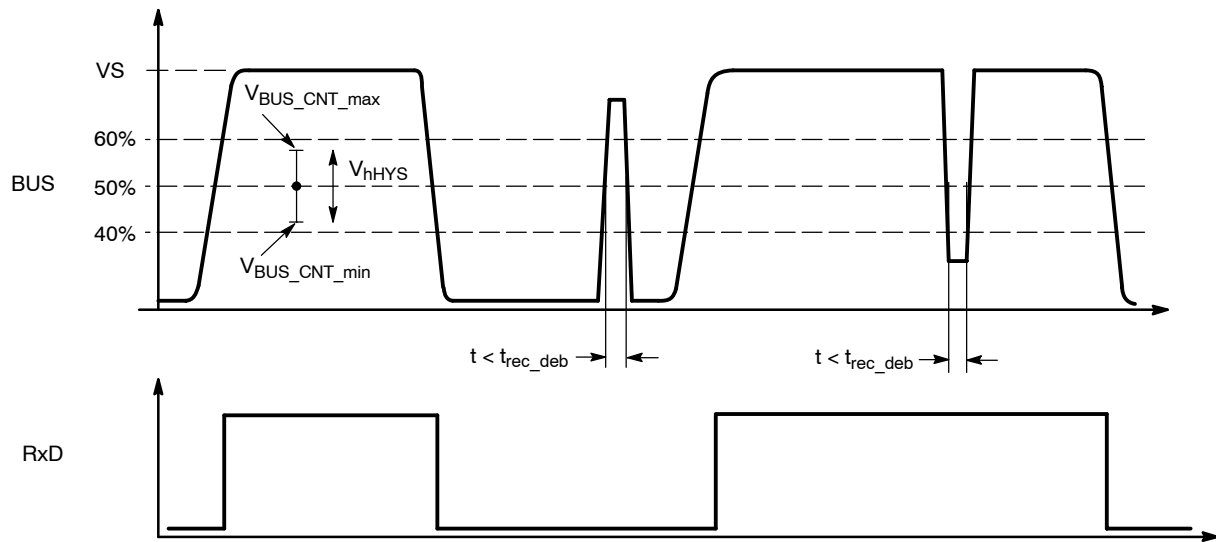 VS
V_BUS_CNT_max
60%
V_hHYS
BUS
50%
40%
V_BUS_CNT_min
t < t_rec_deb
t < t_rec_deb
RxD